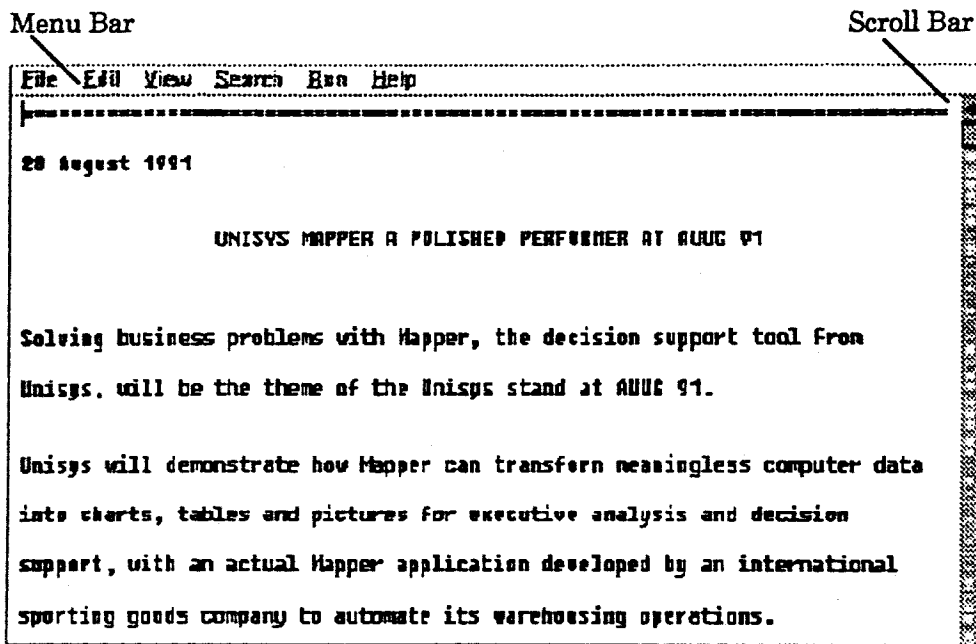 Menu Bar Scroll Bar
File Edit View Search Run Help
20 August 1991
UNISYS MAPPER A POLISHED PERFORMER AT AUUG 91
Solving business problems with Mapper, the decision support tool from
Unisys, will be the theme of the Unisys stand at AUUG 91.
Unisys will demonstrate how Mapper can transform meaningless computer data
into charts, tables and pictures for executive analysis and decision
support, with an actual Mapper application developed by an international
sporting goods company to automate its warehousing operations.